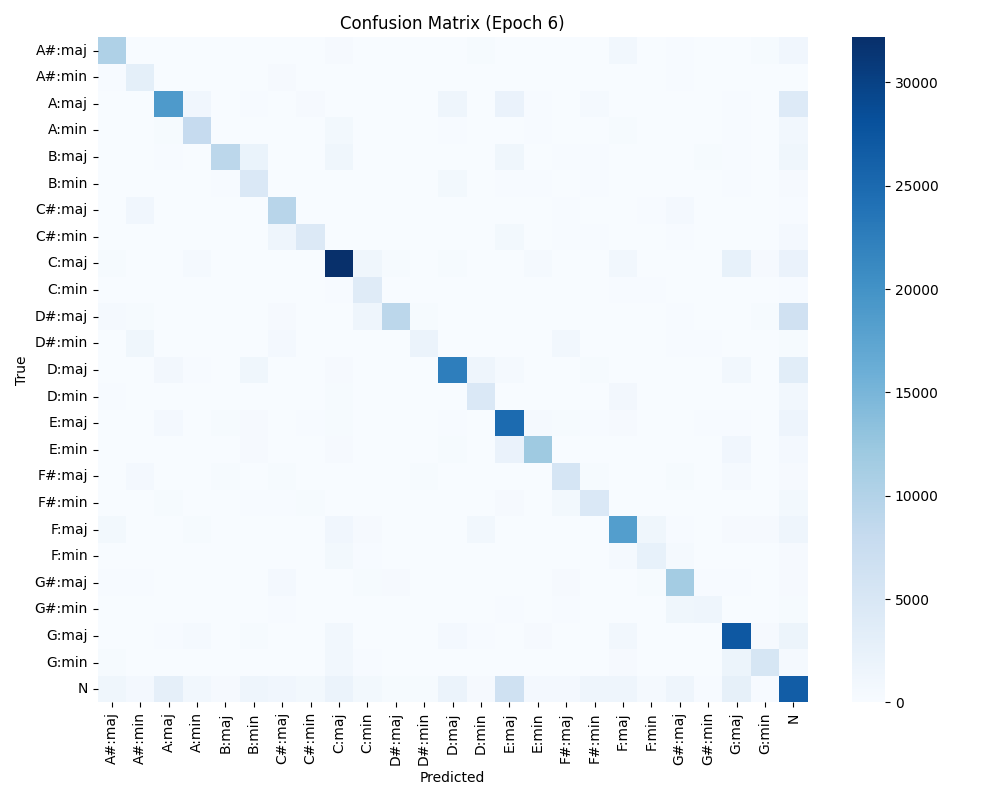 Confusion Matrix (Epoch 6)
True
A#:maj
A#:min
A:maj
A:min
B:maj
B:min
C#:maj
C#:min
C:maj
C:min
D#:maj
D#:min
D:maj
D:min
E:maj
E:min
F#:maj
F#:min
F:maj
F:min
G#:maj
G#:min
G:maj
G:min
N
A#:maj
A#:min
A:maj
A:min
B:maj
B:min
C#:maj
C#:min
C:maj
C:min
D#:maj
D#:min
D:maj
D:min
E:maj
E:min
F#:maj
F#:min
F:maj
F:min
G#:maj
G#:min
G:maj
G:min
N
Predicted
30000
25000
20000
15000
10000
5000
0